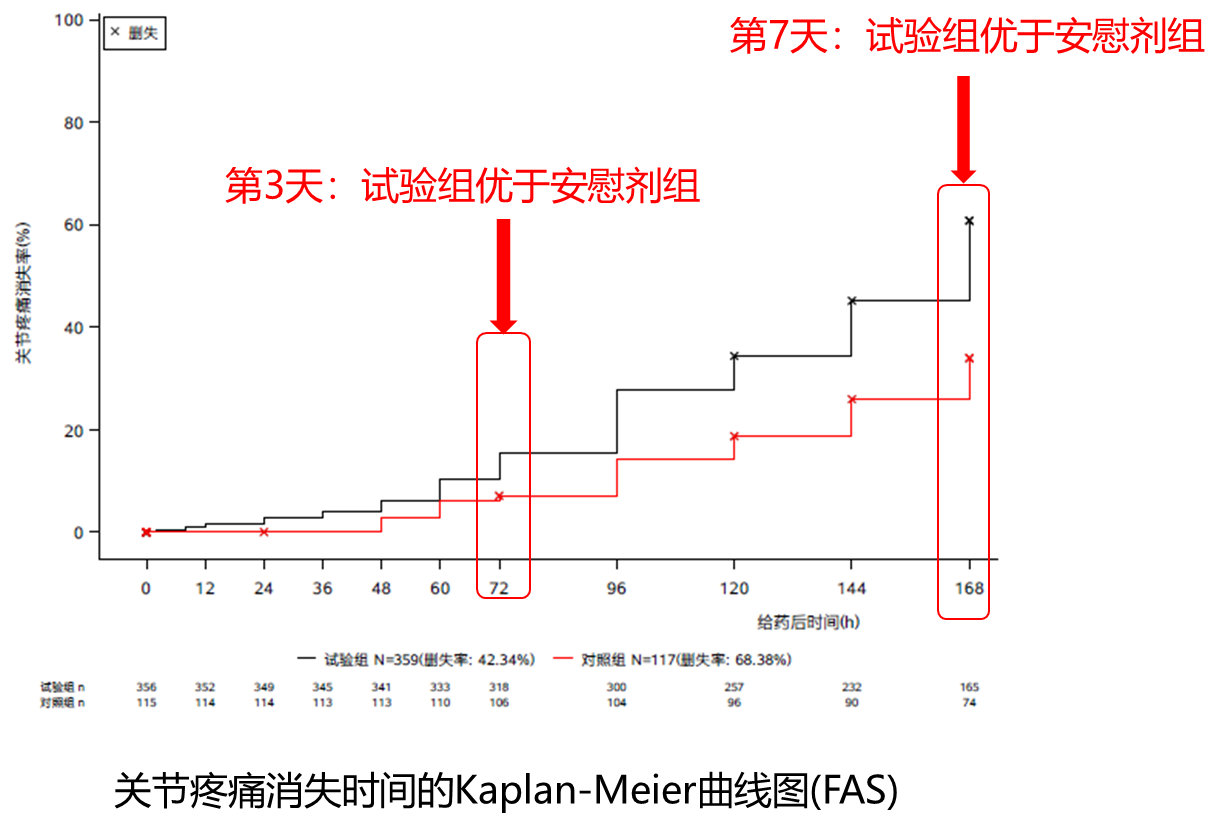 第7天：试验组优于安慰剂组
第3天：试验组优于安慰剂组
× 删失
关节疼痛消失率(%)
100
80
60
40
20
0
0 12 24 36 48 60 72 96 120 144 168
给药后时间(h)
试验组 N=359(删失率: 42.34%) 对照组 N=117(删失率: 68.38%)
试验组 n 356 352 349 345 341 333 318 300 257 232 165
对照组 n 115 114 114 113 113 110 106 104 96 90 74
关节疼痛消失时间的Kaplan-Meier曲线图(FAS)